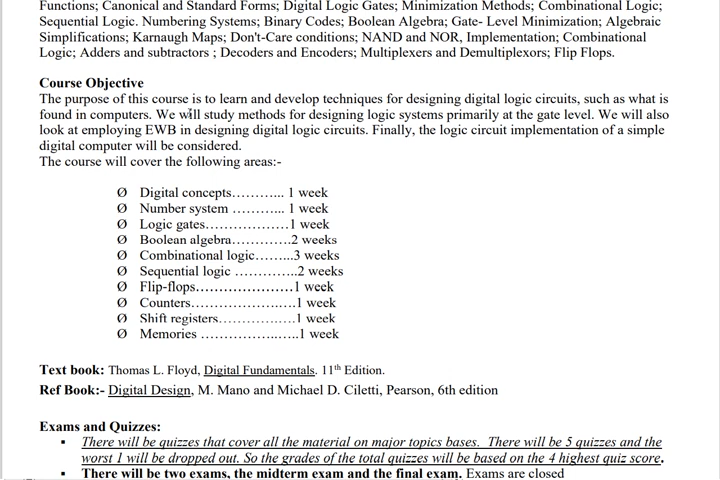 Functions; Canonical and Standard Forms; Digital Logic Gates; Minimization Methods; Combinational Logic;
Sequential Logic. Numbering Systems; Binary Codes; Boolean Algebra; Gate- Level Minimization; Algebraic
Simplifications; Karnaugh Maps; Don't-Care conditions; NAND and NOR, Implementation; Combinational
Logic; Adders and subtractors ; Decoders and Encoders; Multiplexers and Demultiplexors; Flip Flops.
Course Objective
The purpose of this course is to learn and develop techniques for designing digital logic circuits, such as what is
found in computers. We will study methods for designing logic systems primarily at the gate level. We will also
look at employing EWB in designing digital logic circuits. Finally, the logic circuit implementation of a simple
digital computer will be considered.
The course will cover the following areas:-
Ø Digital concepts………... 1 week
Ø Number system ………... 1 week
Ø Logic gates……………….1 week
Ø Boolean algebra………….2 weeks
Ø Combinational logic……...3 weeks
Ø Sequential logic …………..2 weeks
Ø Flip-flops…………………1 week
Ø Counters……………….….1 week
Ø Shift registers………….….1 week
Ø Memories ……………..….1 week
Text book: Thomas L. Floyd, Digital Fundamentals. 11th Edition.
Ref Book:- Digital Design, M. Mano and Michael D. Ciletti, Pearson, 6th edition
Exams and Quizzes:
▪ There will be quizzes that cover all the material on major topics bases. There will be 5 quizzes and the
worst 1 will be dropped out. So the grades of the total quizzes will be based on the 4 highest quiz score.
▪ There will be two exams, the midterm exam and the final exam. Exams are closed